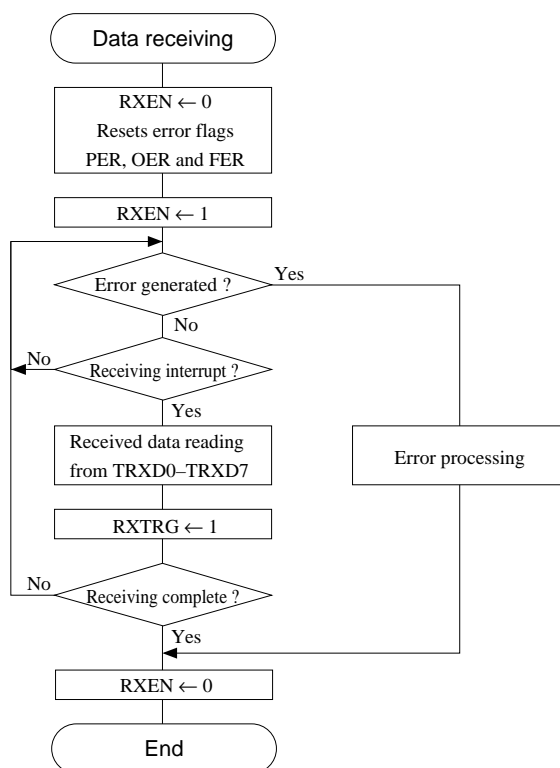 Data receiving
RXEN ← 0
Resets error flags
PER, OER and FER
RXEN ← 1
Error generated ?
Yes
No
Receiving interrupt ?
No
Yes
Received data reading
from TRXD0–TRXD7
Error processing
RXTRG ← 1
Receiving complete ?
No
Yes
RXEN ← 0
End